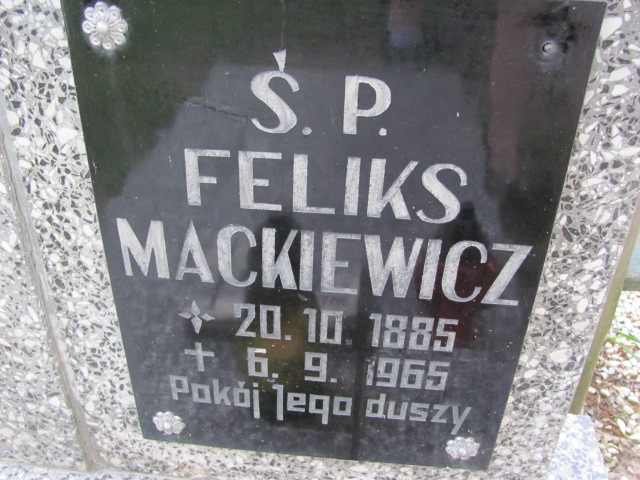 Ś. P.
FELIKS
MACKIEWICZ
20. 10. 1885
+ 6. 9. 1965
Pokój Jego duszy